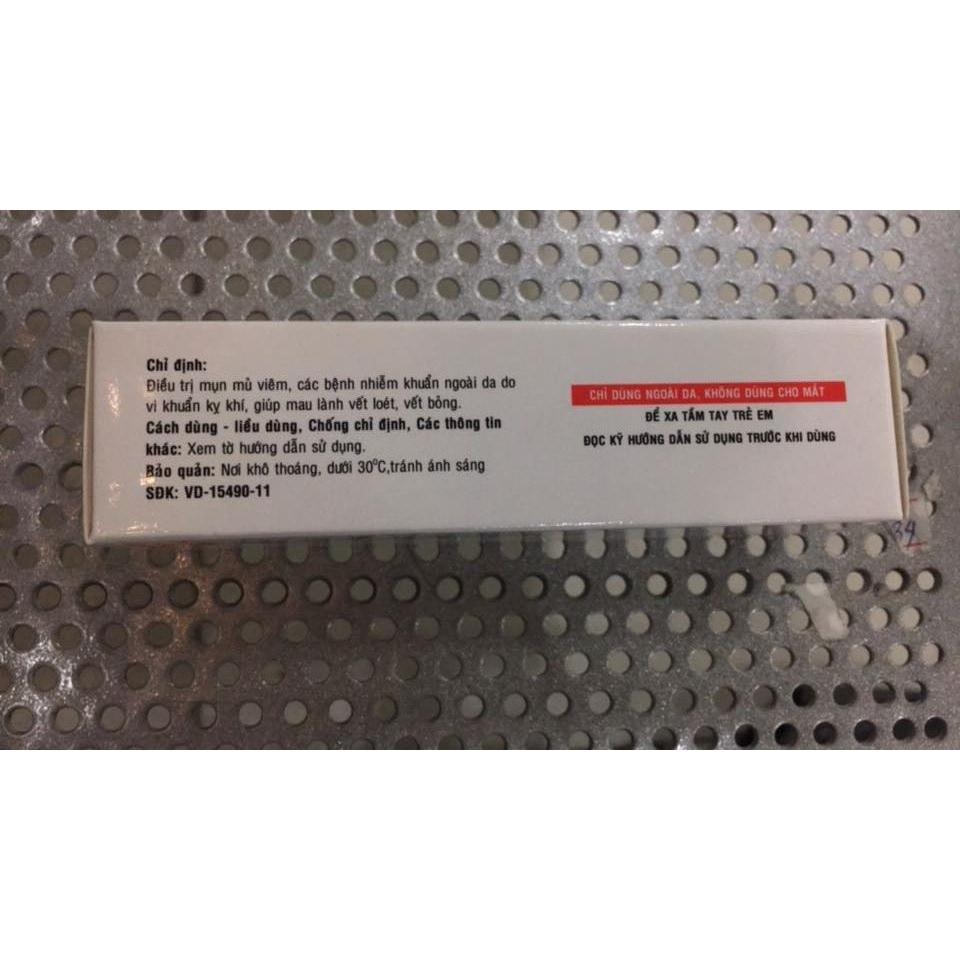 Chỉ định:
Điều trị mụn mủ viêm, các bệnh nhiễm khuẩn ngoài da do
vi khuẩn kỵ khí, giúp mau lành vết loét, vết bỏng.
Cách dùng - liều dùng, Chống chỉ định, Các thông tin
khác: Xem tờ hướng dẫn sử dụng.
Bảo quản: Nơi khô thoáng, dưới 30°C,tránh ánh sáng
SĐK: VD-15490-11
CHỈ DÙNG NGOÀI DA, KHÔNG DÙNG CHO MẮT
ĐỂ XA TẦM TAY TRẺ EM
ĐỌC KỸ HƯỚNG DẪN SỬ DỤNG TRƯỚC KHI DÙNG